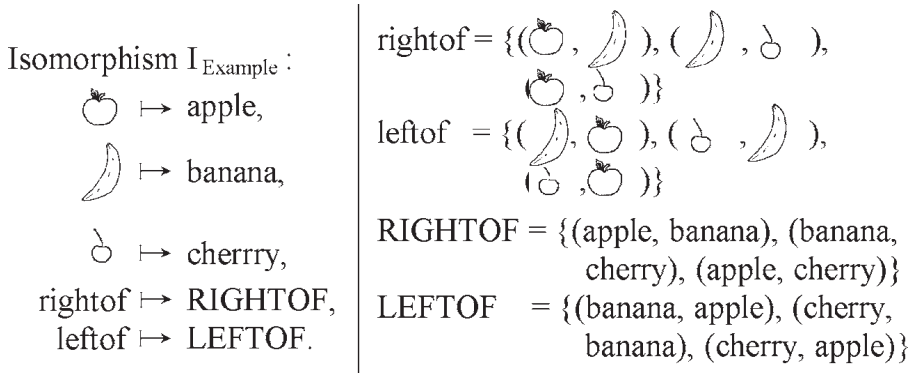 Isomorphism I Example :
↦ apple,
↦ banana,
↦ cherrry,
rightof ↦ RIGHTOF,
leftof ↦ LEFTOF.
rightof = {( , ), ( , ),
( , )}
leftof = {( , ), ( , ),
( , )}
RIGHTOF = {(apple, banana), (banana,
cherry), (apple, cherry)}
LEFTOF = {(banana, apple), (cherry,
banana), (cherry, apple)}